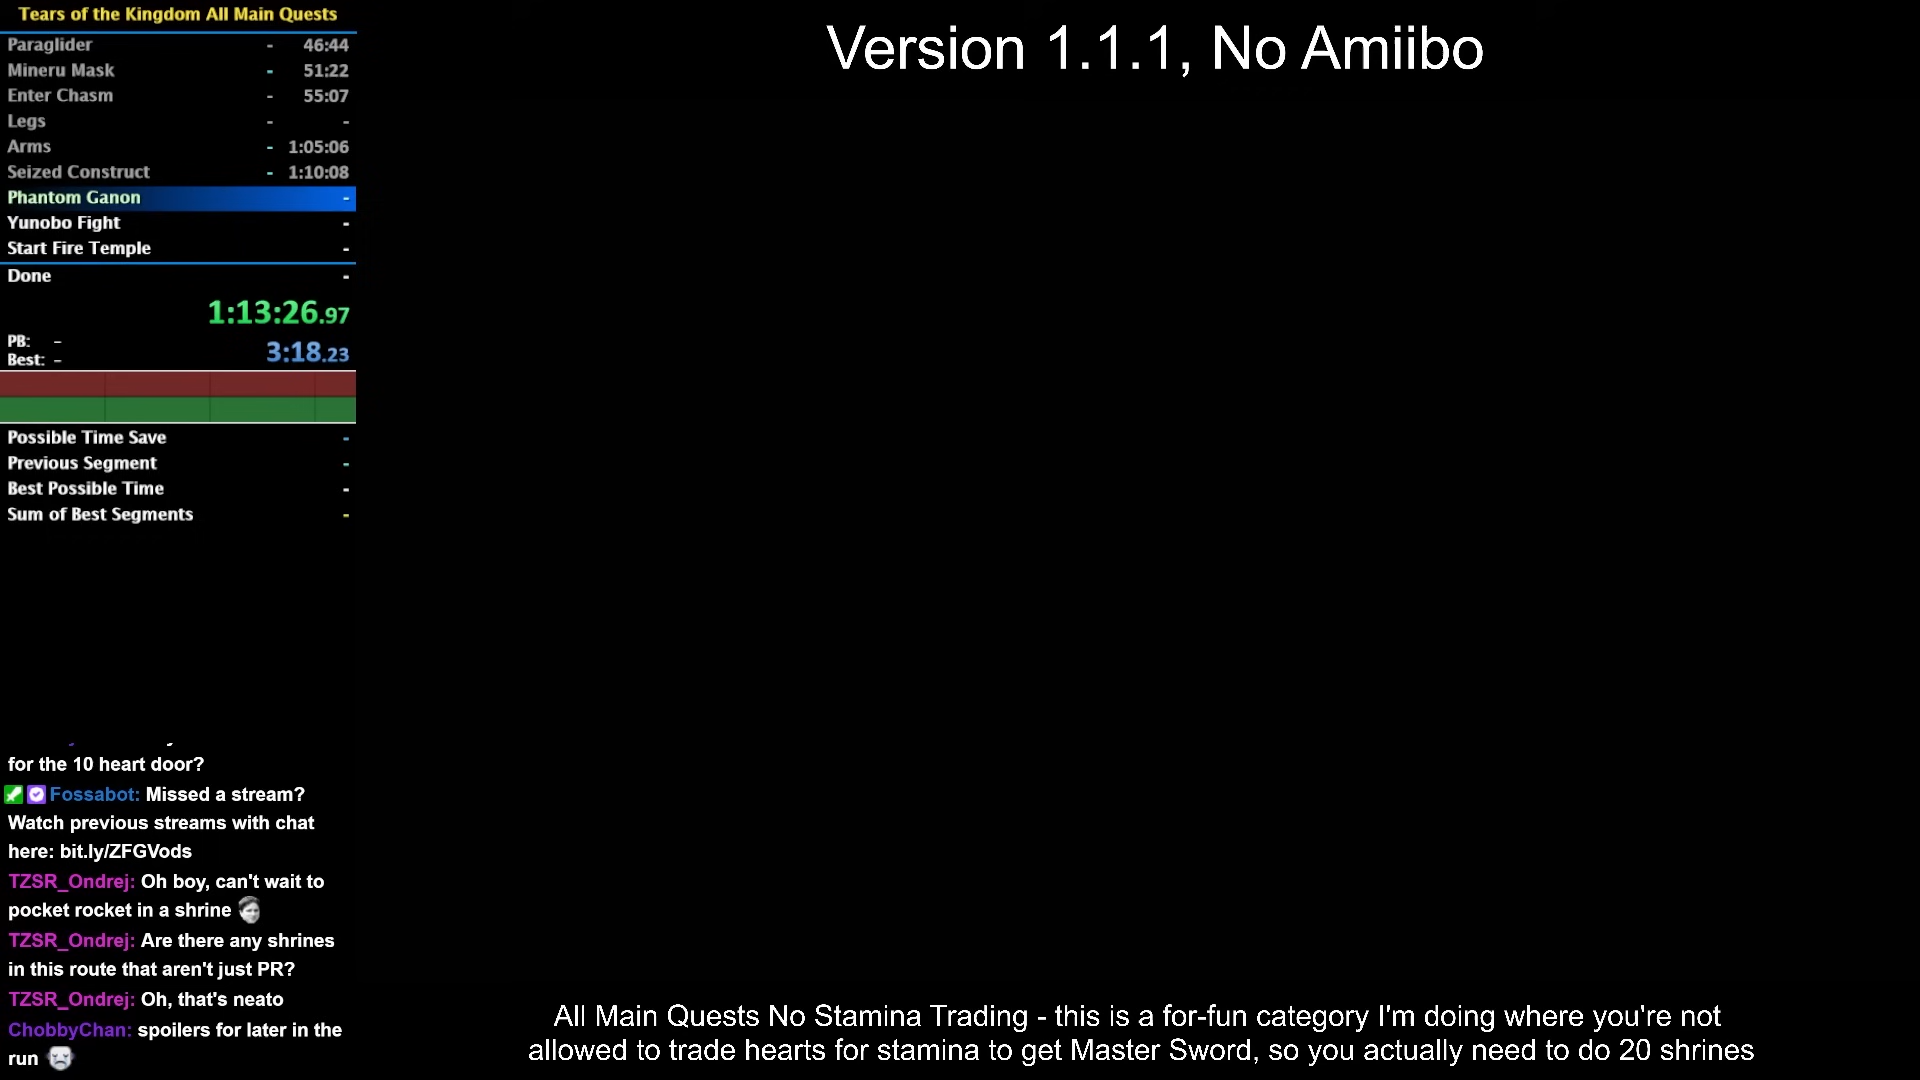 Tears of the Kingdom All Main Quests
Version 1.1.1, No Amiibo
Paraglider - 46:44
Mineru Mask - 51:22
Enter Chasm - 55:07
Legs - -
Arms - 1:05:06
Seized Construct - 1:10:08
Phantom Ganon -
Yunobo Fight -
Start Fire Temple -
Done -
1:13:26.97
PB: -
Best: -
3:18.23
Possible Time Save -
Previous Segment -
Best Possible Time -
Sum of Best Segments -
for the 10 heart door?
Fossabot: Missed a stream?
Watch previous streams with chat
here: bit.ly/ZFGVods
TZSR_Ondrej: Oh boy, can't wait to
pocket rocket in a shrine
TZSR_Ondrej: Are there any shrines
in this route that aren't just PR?
TZSR_Ondrej: Oh, that's neato
ChobbyChan: spoilers for later in the
run
All Main Quests No Stamina Trading - this is a for-fun category I'm doing where you're not
allowed to trade hearts for stamina to get Master Sword, so you actually need to do 20 shrines